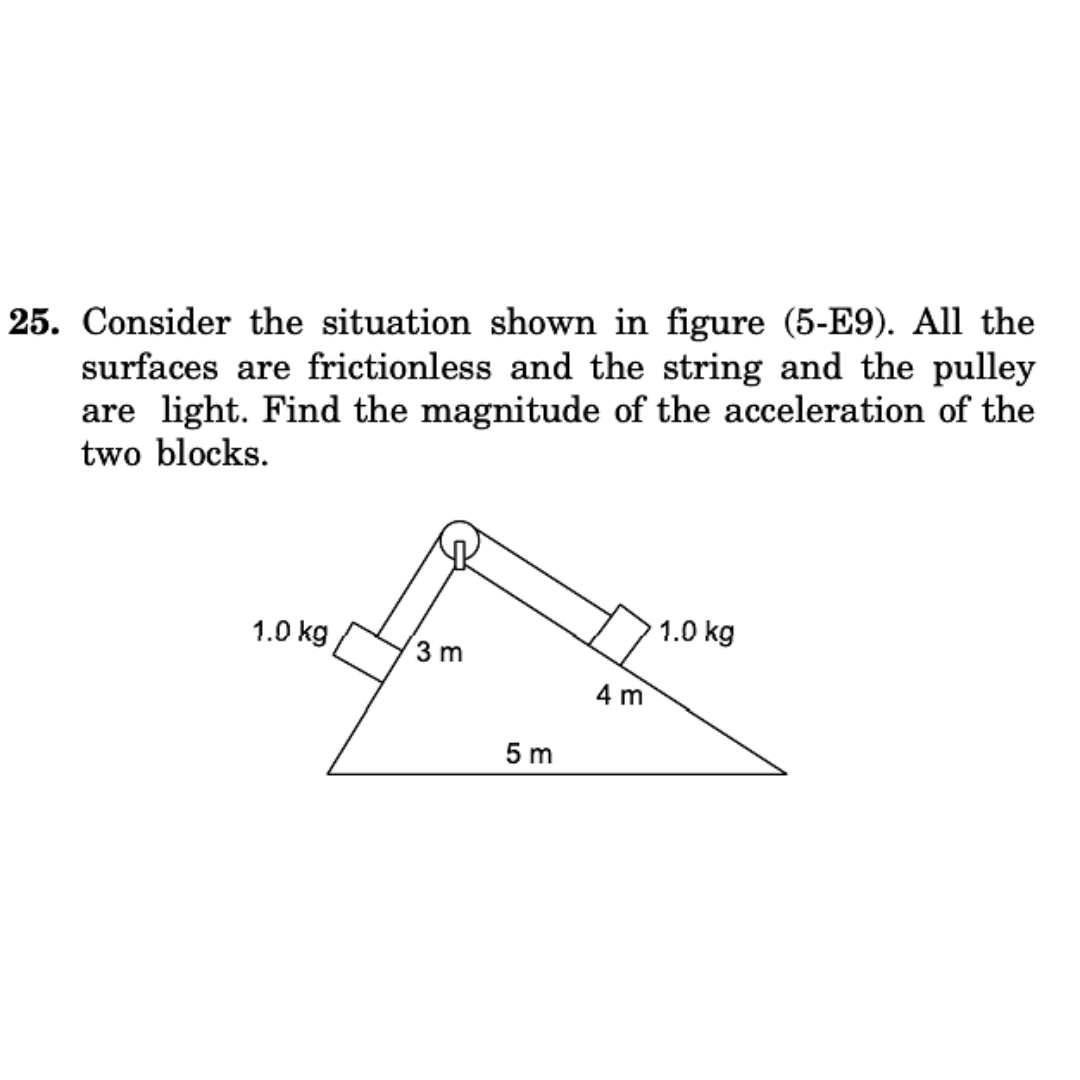 25. Consider the situation shown in figure (5-E9). All the
surfaces are frictionless and the string and the pulley
are light. Find the magnitude of the acceleration of the
two blocks.
1.0 kg
1.0 kg
3 m
4 m
5 m